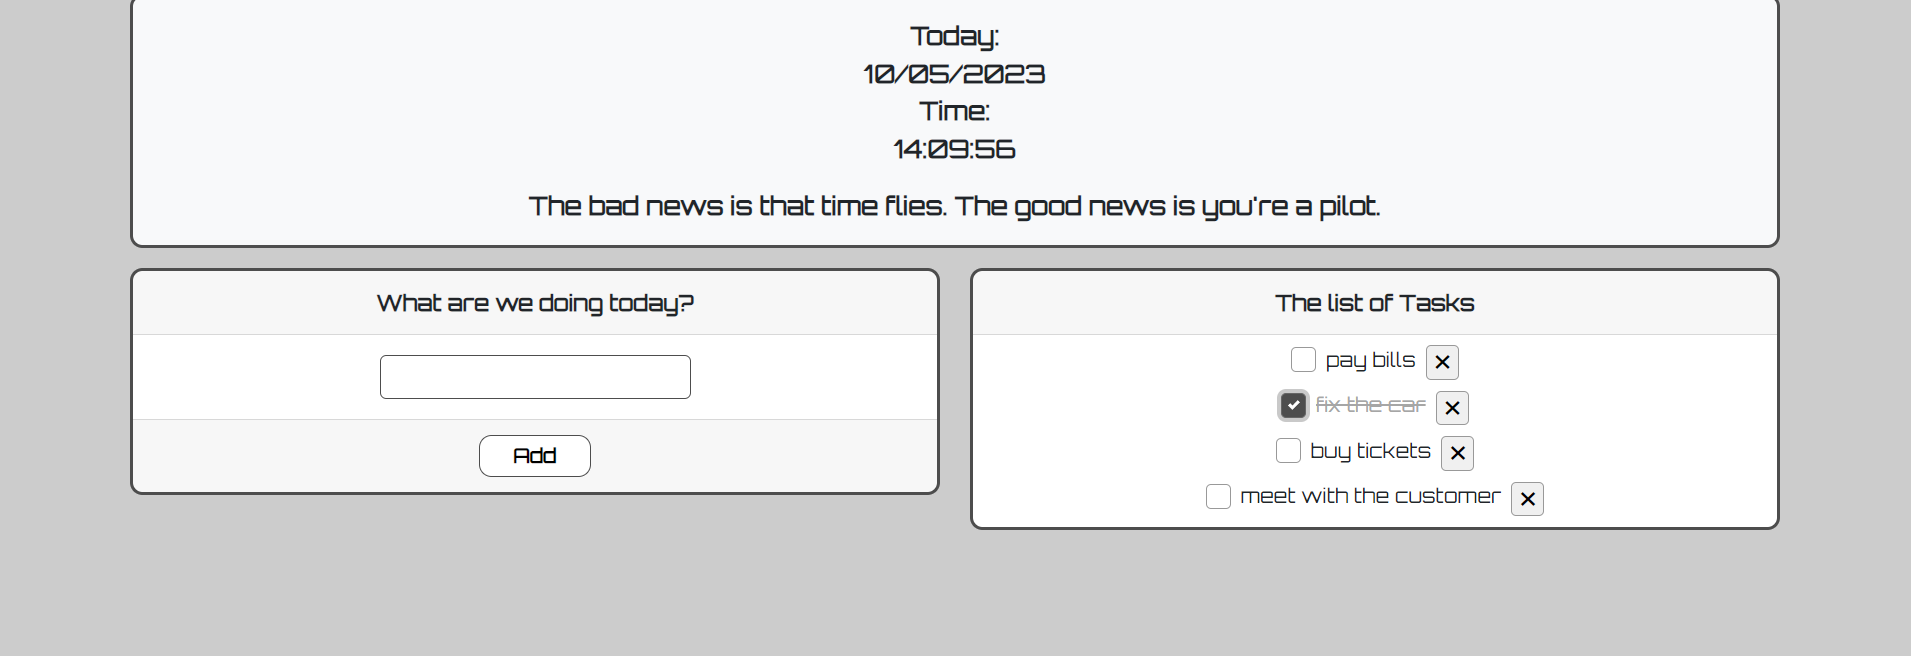 Today:
10/05/2023
Time:
14:09:56
The bad news is that time flies. The good news is you're a pilot.
What are we doing today?
Add
The list of Tasks
pay bills
fix the car
buy tickets
meet with the customer